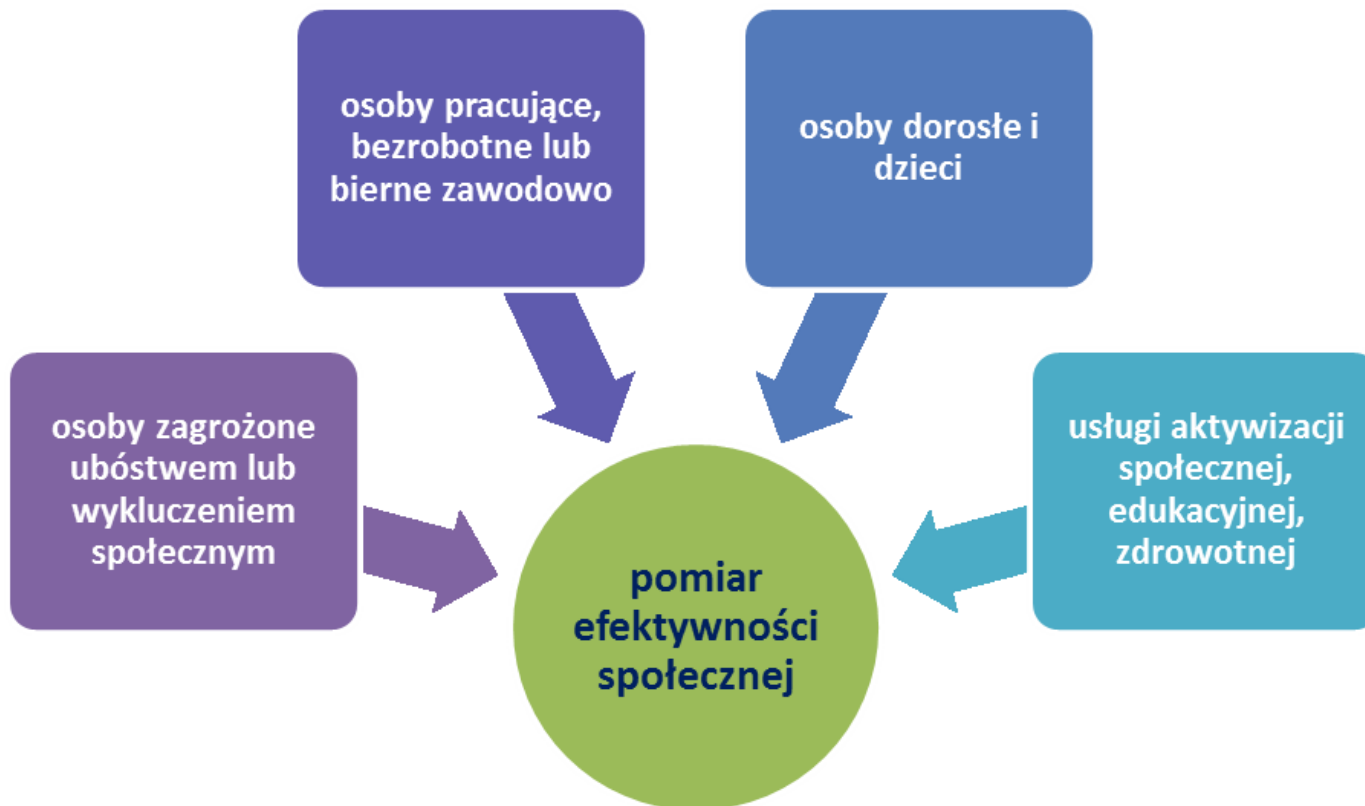 osoby pracujące,
bezrobotne lub
bierne zawodowo
osoby dorosłe i
dzieci
osoby zagrożone
ubóstwem lub
wykluczeniem
społecznym
usługi aktywizacji
społecznej,
edukacyjnej,
zdrowotnej
pomiar
efektywności
społecznej